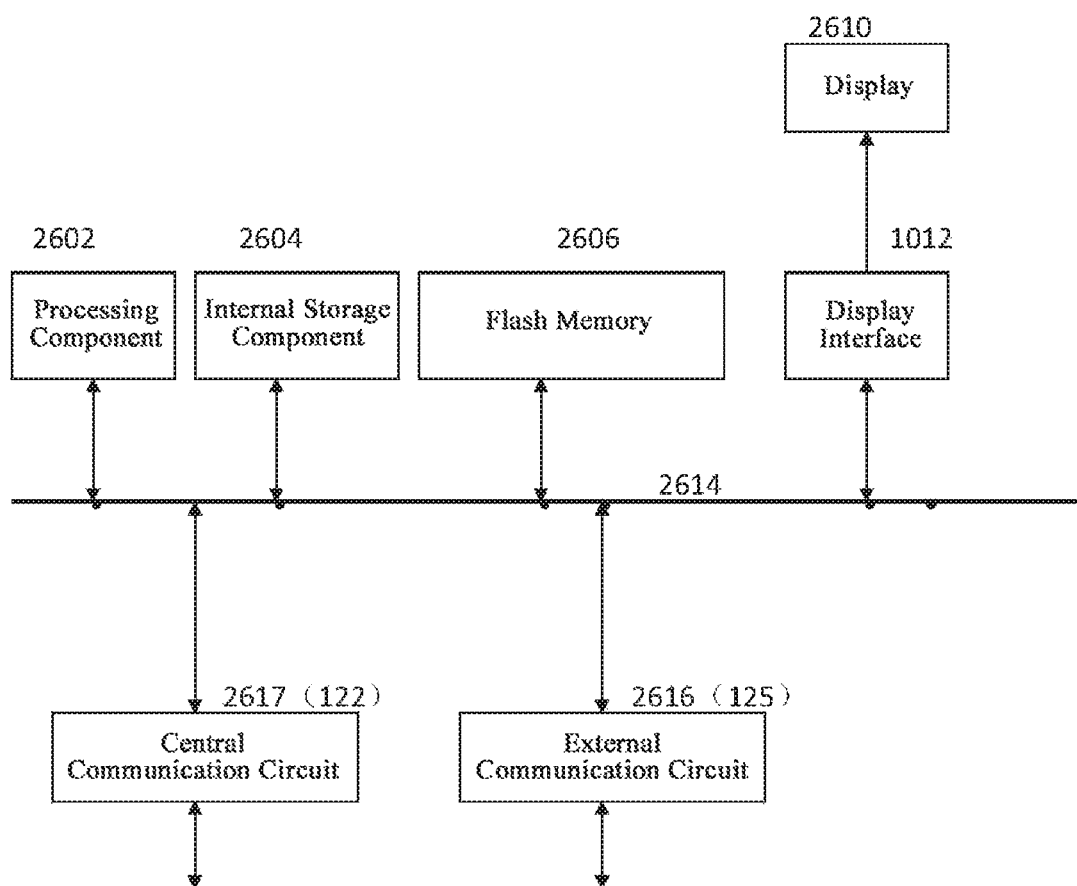 2610
Display
2602
2604
2606
1012
Processing
Component
Internal Storage
Component
Flash Memory
Display
Interface
2614
2617（122）
2616（125）
Central
Communication Circuit
External
Communication Circuit